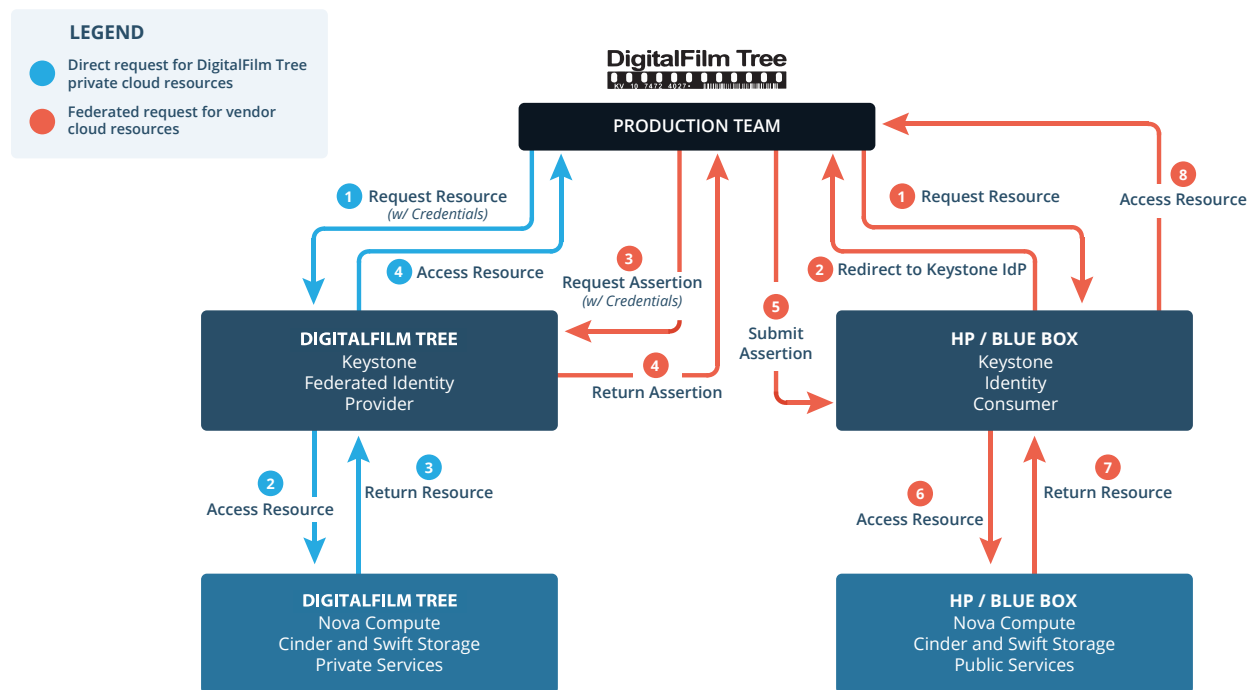 LEGEND
Direct request for DigitalFilm Tree
private cloud resources
Federated request for vendor
cloud resources
DigitalFilm Tree
KV 10 7472 4027
PRODUCTION TEAM
1 Request Resource
(w/ Credentials)
4 Access Resource
3
Request Assertion
(w/ Credentials)
4
Return Assertion
5
Submit
Assertion
1 Request Resource
2 Redirect to Keystone IdP
8
Access Resource
DIGITALFILM TREE
Keystone
Federated Identity
Provider
HP / BLUE BOX
Keystone
Identity
Consumer
2
Access Resource
3
Return Resource
6
Access Resource
7
Return Resource
DIGITALFILM TREE
Nova Compute
Cinder and Swift Storage
Private Services
HP / BLUE BOX
Nova Compute
Cinder and Swift Storage
Public Services